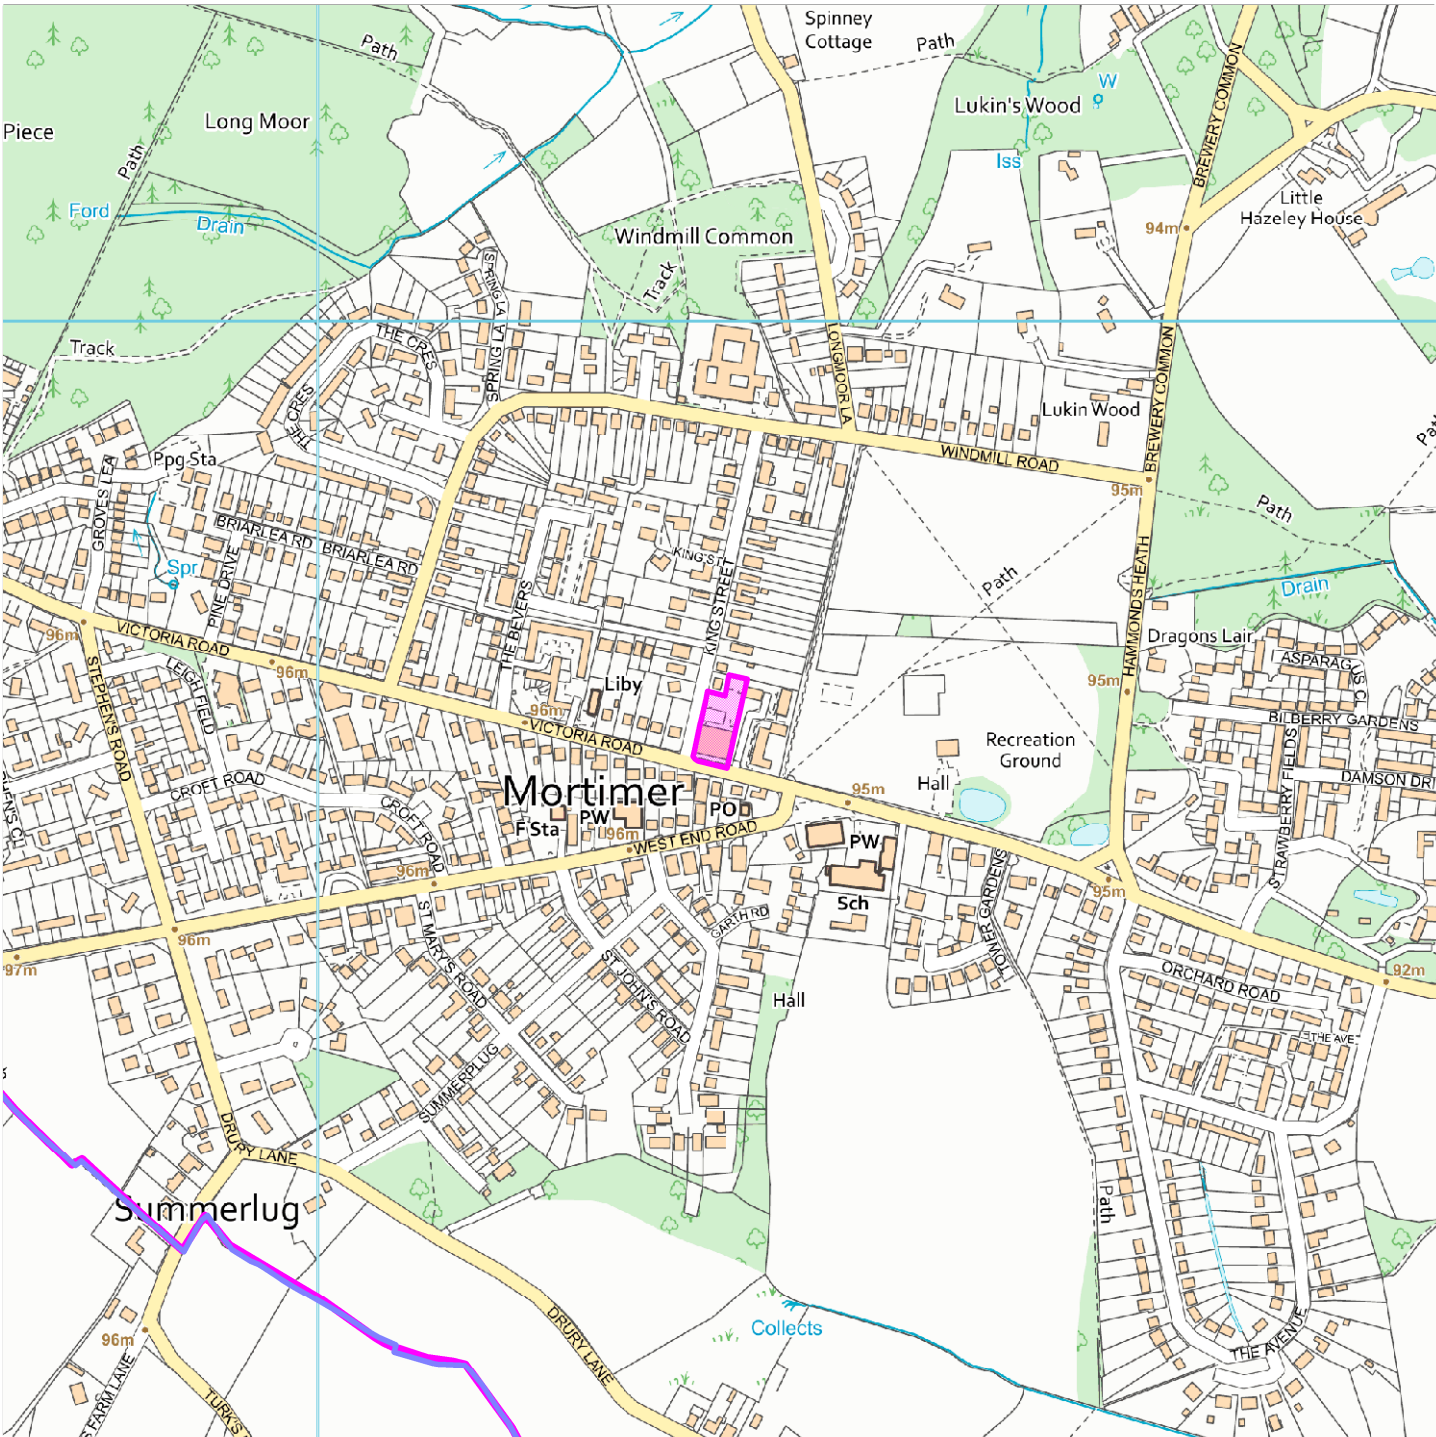 Spinney
Cottage
Path
Path
BREWERY COMMON
W
Lukin's Wood
Long Moor
Piece
Path
Iss
Little
Hazeley House
Ford
Drain
94m
Windmill Common
SPRING LA
Track
THE CRES
SPRING LA
LONGMOOR LA
BREWERY COMMON
Track
THE CRES
Lukin Wood
WINDMILL ROAD
Ppg Sta
GROVES LEA
95m
Path
BRIARLEA RD
BRIARLEA RD
KING ST
Spr
PINE DRIVE
THE BEVERS
KING STREET
Path
HAMMONDS HEATH
Drain
96m
VICTORIA ROAD
Dragons Lair
LEIGH FIELD
96m
Liby
ASPARAG
95m
STEPHEN'S ROAD
96m
VICTORIA ROAD
BILBERRY GARDENS
Recreation
Ground
CROFT ROAD
Mortimer
Hall
DAMSON DRI
CROFT ROAD
F Sta
PW
PO
95m
96m
WEST END ROAD
PW
STRAWBERRY FIELDS
96m
Sch
TOWER GARDENS
95m
GARTH RD
96m
97m
ST MARY'S ROAD
ST JOHN'S ROAD
ORCHARD ROAD
92m
Hall
THE AVE
SUMMERPLUG
DRURY LANE
Path
Summerlug
Collects
DRURY LANE
96m
THE AVENUE
FARM LANE
TURK'S